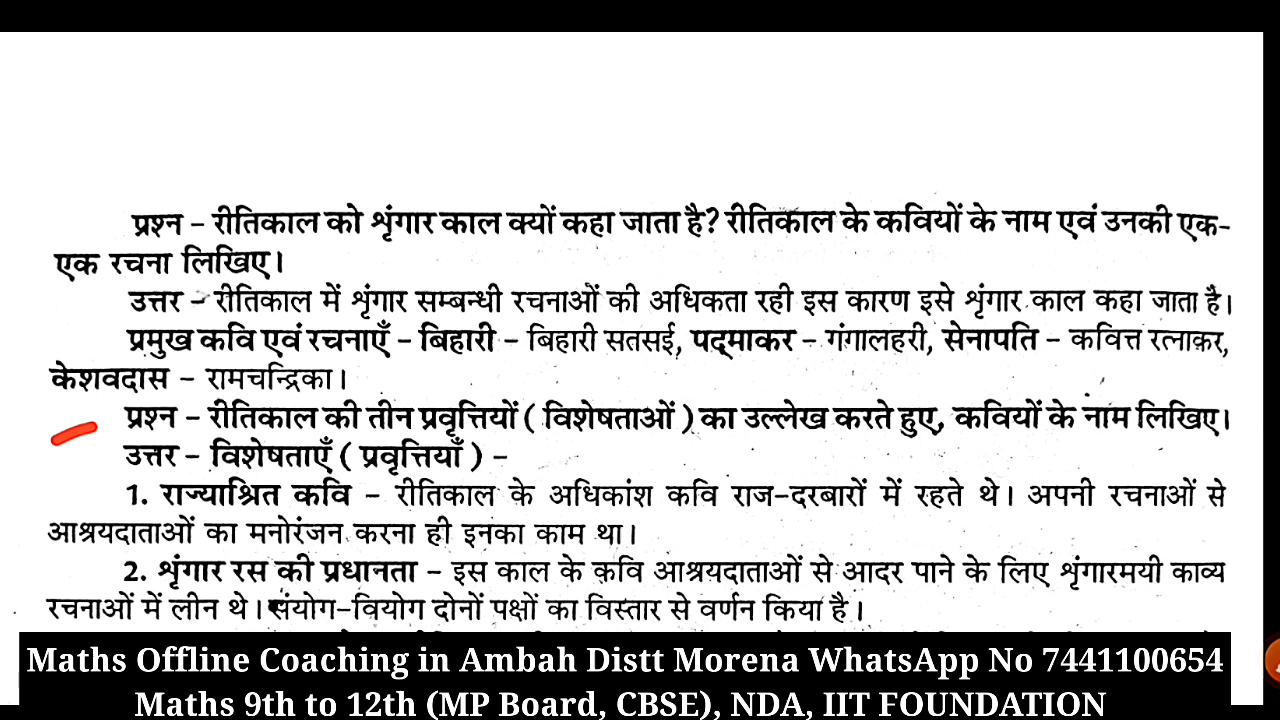 प्रश्न – रीतिकाल को श्रृंगार काल क्यों कहा जाता है? रीतिकाल के कवियों के नाम एवं उनकी एक-
एक रचना लिखिए।
उत्तर – रीतिकाल में श्रृंगार सम्बन्धी रचनाओं की अधिकता रही इस कारण इसे श्रृंगार काल कहा जाता है।
प्रमुख कवि एवं रचनाएँ – बिहारी – बिहारी सतसई, पद्माकर – गंगालहरी, सेनापति – कवित्त रत्नाकर,
केशवदास – रामचन्द्रिका।
प्रश्न – रीतिकाल की तीन प्रवृत्तियों ( विशेषताओं ) का उल्लेख करते हुए, कवियों के नाम लिखिए।
उत्तर – विशेषताएँ ( प्रवृत्तियाँ ) –
1. राज्याश्रित कवि – रीतिकाल के अधिकांश कवि राज-दरबारों में रहते थे। अपनी रचनाओं से
आश्रयदाताओं का मनोरंजन करना ही इनका काम था।
2. श्रृंगार रस की प्रधानता – इस काल के कवि आश्रयदाताओं से आदर पाने के लिए श्रृंगारमयी काव्य
रचनाओं में लीन थे। संयोग-वियोग दोनों पक्षों का विस्तार से वर्णन किया है।
Maths Offline Coaching in Ambah Distt Morena WhatsApp No 7441100654
Maths 9th to 12th (MP Board, CBSE), NDA, IIT FOUNDATION